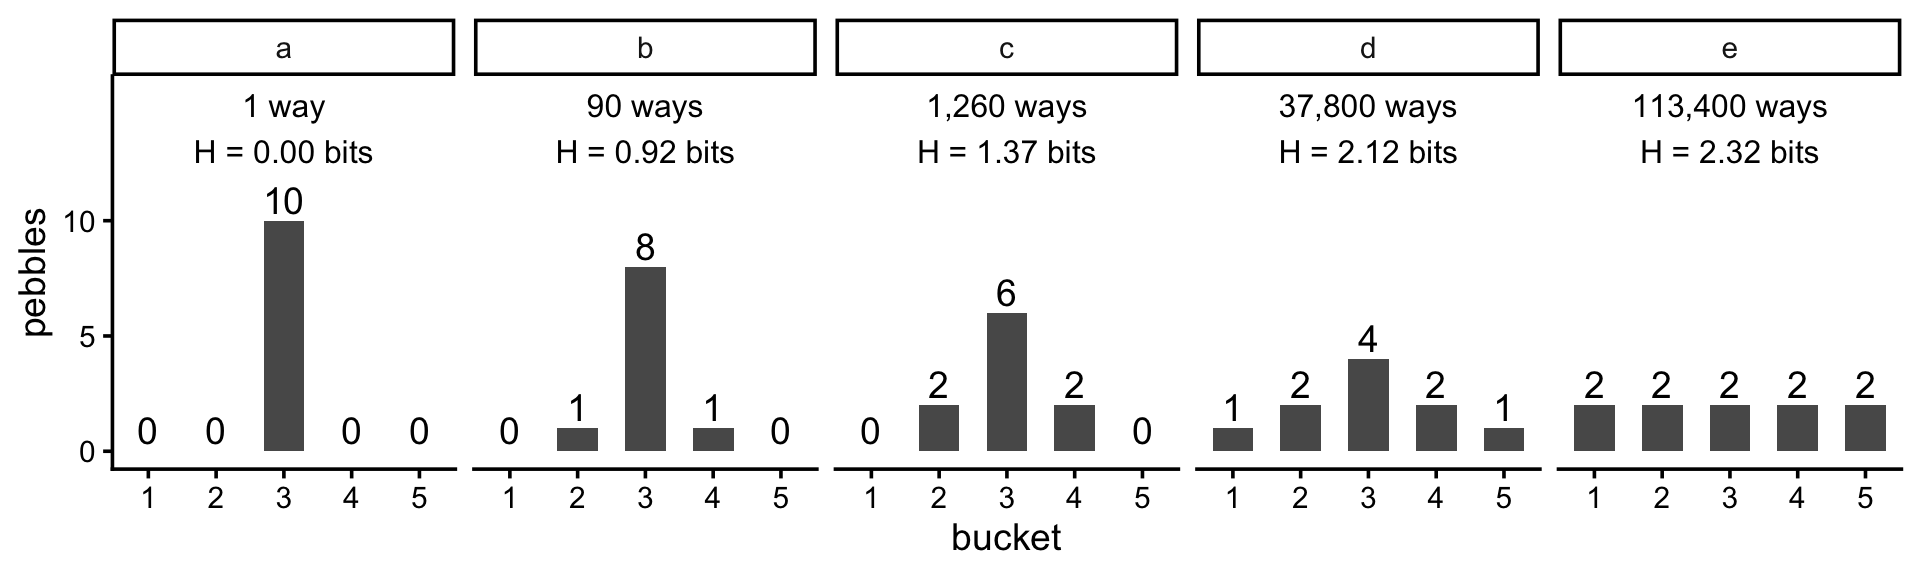 a b c d e
1 way 90 ways 1,260 ways 37,800 ways 113,400 ways
H = 0.00 bits H = 0.92 bits H = 1.37 bits H = 2.12 bits H = 2.32 bits
pebbles
10
5
0
0 0 10 0 0
0 1 8 1 0
0 2 6 2 0
1 2 4 2 1
2 2 2 2 2
1 2 3 4 5 1 2 3 4 5 1 2 3 4 5 1 2 3 4 5 1 2 3 4 5
bucket